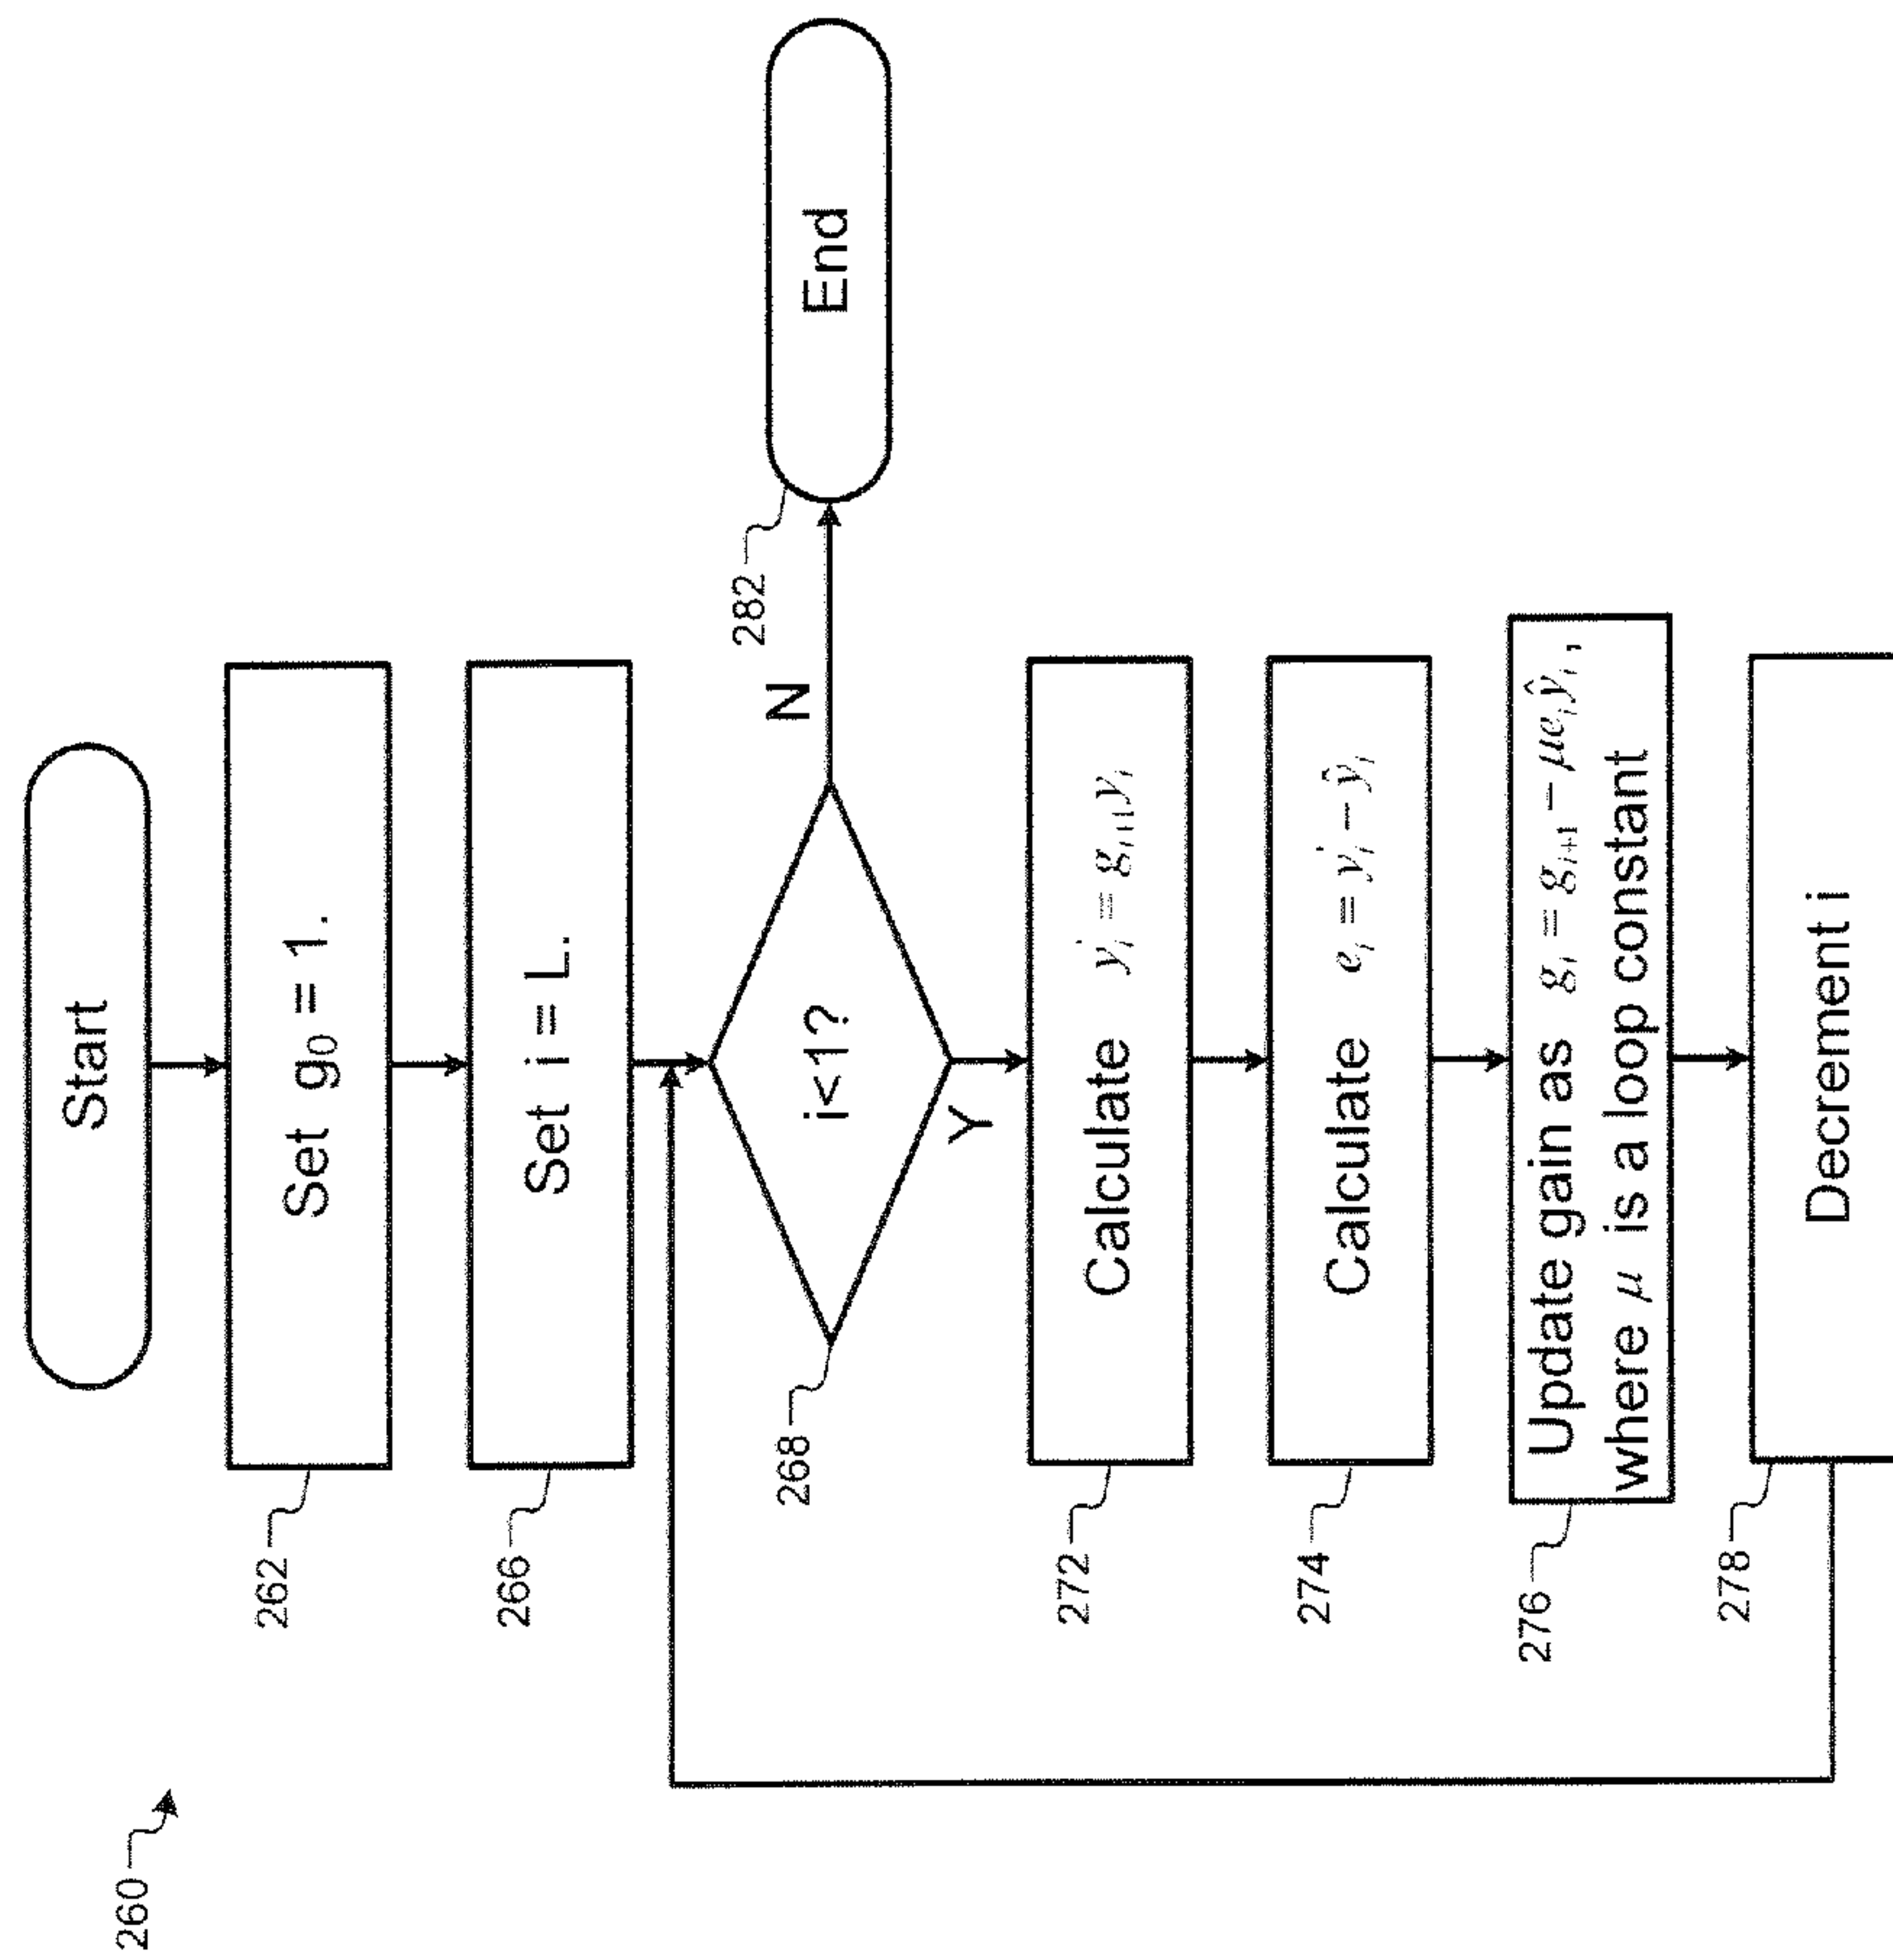 260
Start
262
Set g₀ = 1.
266
Set i = L.
268
i<1?
N
282
End
Y
272
Calculate y'ᵢ = gᵢ₊₁yᵢ
274
Calculate eᵢ = y'ᵢ − ŷᵢ
276
Update gain as gᵢ = gᵢ₊₁ − μeᵢŷᵢ,
where μ is a loop constant
278
Decrement i